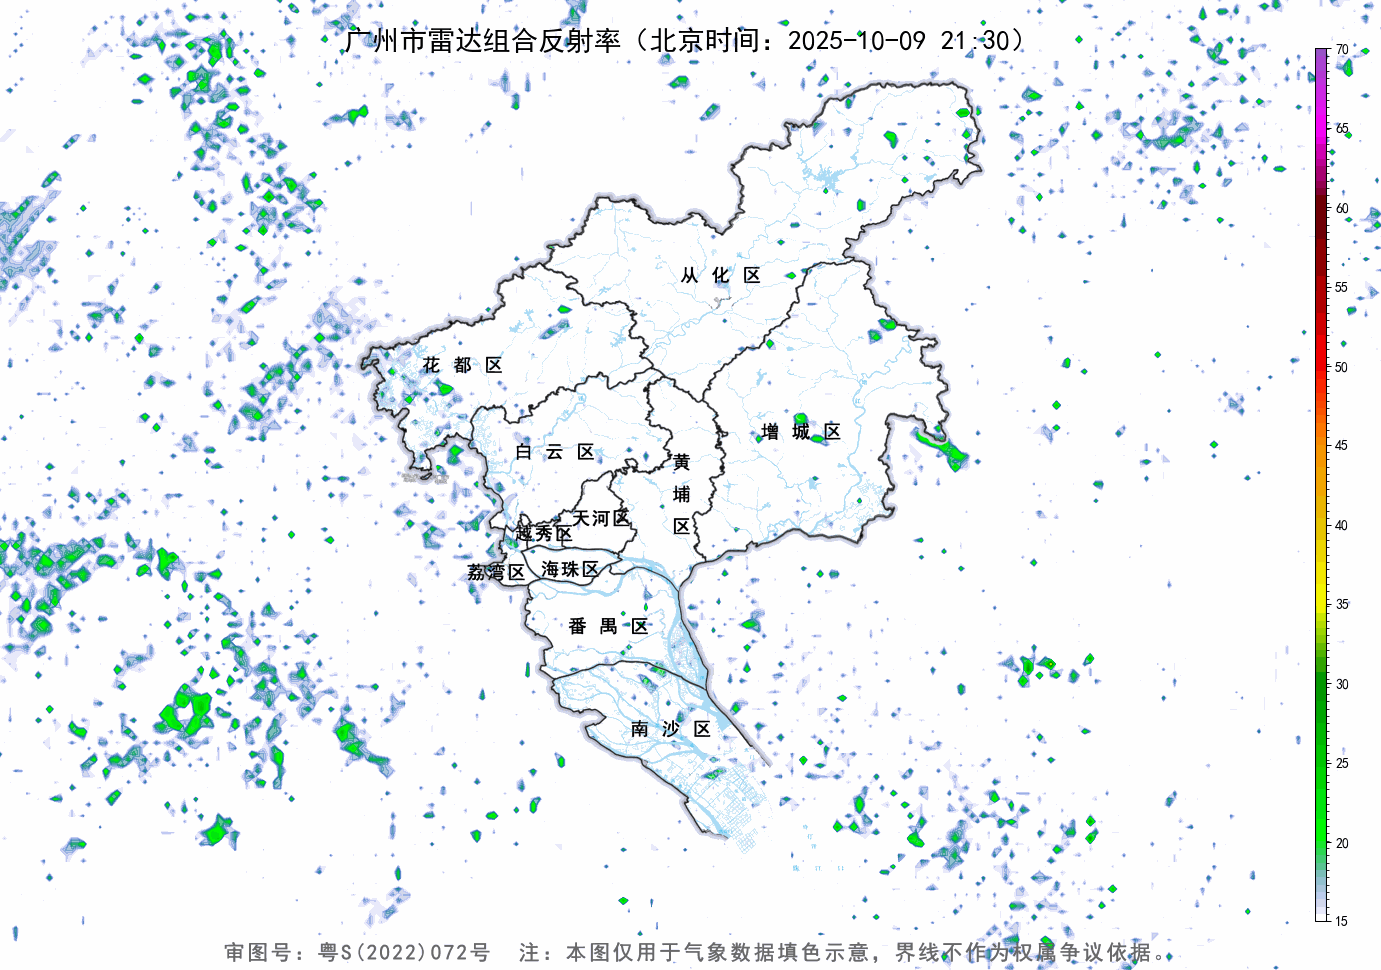 广州市雷达组合反射率（北京时间：2025-10-09 21:30）
70
65
60
55
50
45
40
35
30
25
20
15
从化区
花都区
增城区
白云区
黄埔区
天河区
越秀区
海珠区
荔湾区
番禺区
南沙区
审图号：粤S(2022)072号 注：本图仅用于气象数据填色示意，界线不作为权属争议依据。